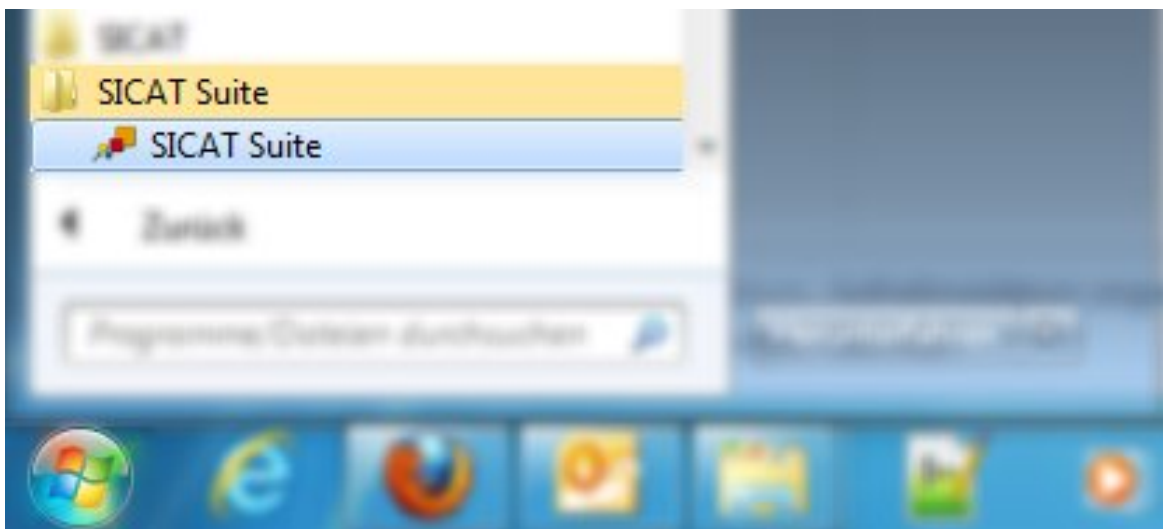 SICAT
SICAT Suite
SICAT Suite
Zurück
Programme/Dateien durchsuchen